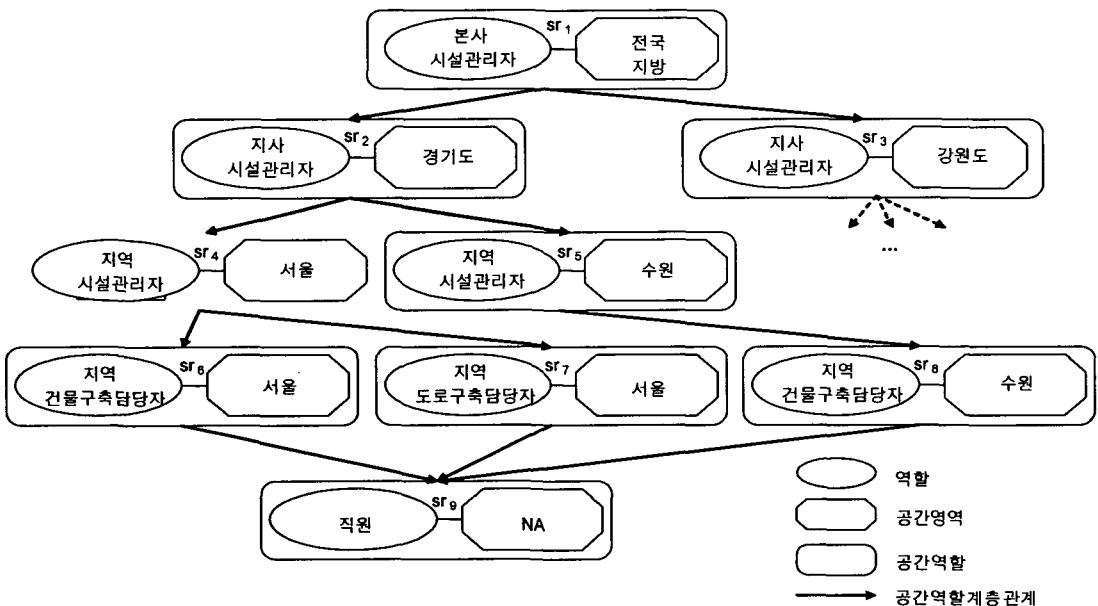 본사
시설관리자
sr1
전국
지방
지사
시설관리자
sr2
경기도
지사
시설관리자
sr3
강원도
...
지역
시설관리자
sr4
서울
지역
시설관리자
sr5
수원
지역
건물구축담당자
sr6
서울
지역
도로구축담당자
sr7
서울
지역
건물구축담당자
sr8
수원
직원
sr9
NA
역할
공간영역
공간역할
공간역할계층관계